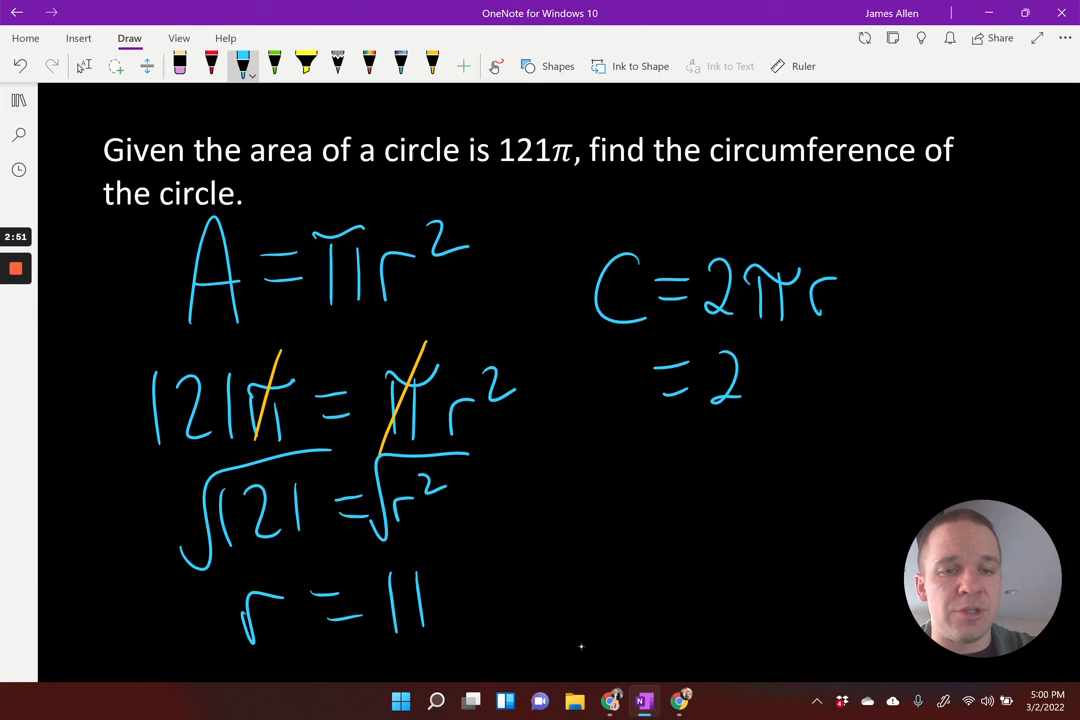 OneNote for Windows 10
James Allen
Home Insert Draw View Help
Share
Shapes Ink to Shape Ink to Text Ruler
Given the area of a circle is 121π, find the circumference of
the circle.
2:51
A = πr²
121π = πr²
√121 = √r²
r = 11
C = 2πr
= 2
5:00 PM
3/2/2022